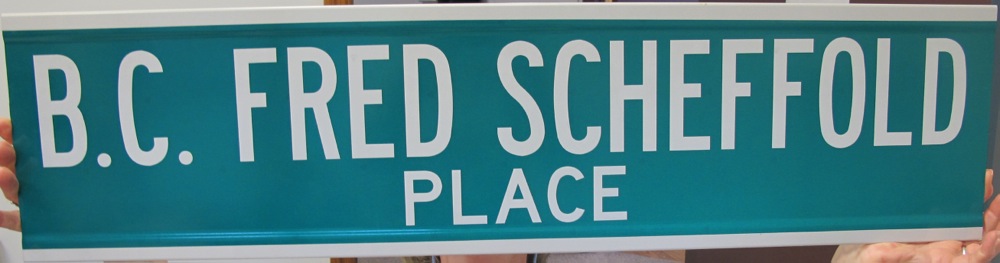 B.C. FRED SCHEFFOLD
PLACE